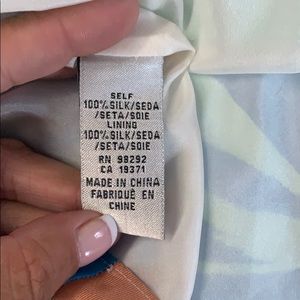 SELF
100% SILK/SEDA
/SETA/SOIE
LINING
100% SILK/SEDA
/SETA/SOIE
RN 98292
CA 19371
MADE IN CHINA
FABRIQUÉ EN
CHINE